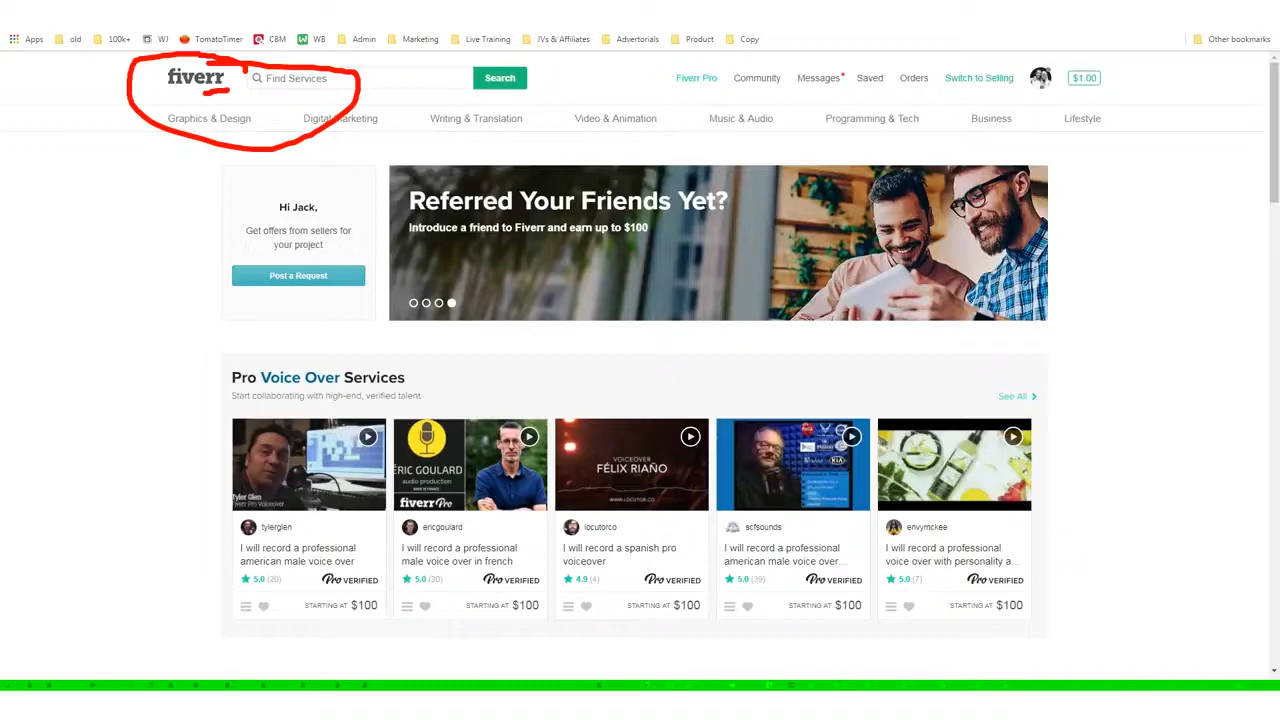 Apps old 100k+ WJ TomatoTimer CBM WB Admin Marketing Live Training JVs & Affiliates Advertorials Product Copy Other bookmarks
fiverr Find Services Search Fiverr Pro Community Messages Saved Orders Switch to Selling $1.00
Graphics & Design Digital Marketing Writing & Translation Video & Animation Music & Audio Programming & Tech Business Lifestyle
Hi Jack,
Get offers from sellers for
your project
Post a Request
Referred Your Friends Yet?
Introduce a friend to Fiverr and earn up to $100
Pro Voice Over Services
Start collaborating with high-end, verified talent
See All
Tyler Glen
ERIC GOULARD
audio production
MADE IN FRANCE
fiverr Pro
VOICEOVER
FÉLIX RIAÑO
WWW.LOCUTOR.CO
KIA
tylerglen ericgoulard locutorco scfsounds envymckee
I will record a professional
american male voice over
I will record a professional
male voice over in french
I will record a spanish pro
voiceover
I will record a professional
american male voice over...
I will record a professional
voice over with personality a...
5.0 (20) Pro VERIFIED 5.0 (30) Pro VERIFIED 4.9 (4) Pro VERIFIED 5.0 (39) Pro VERIFIED 5.0 (7) Pro VERIFIED
STARTING AT $100 STARTING AT $100 STARTING AT $100 STARTING AT $100 STARTING AT $100